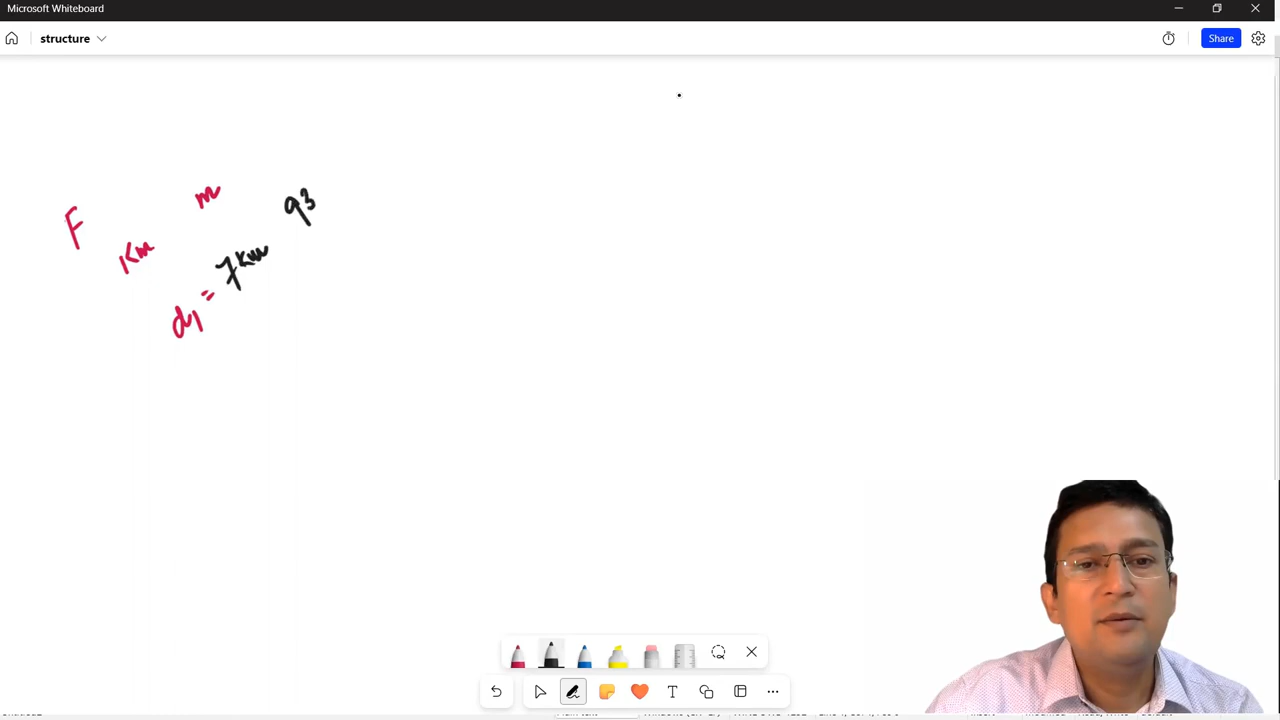 Microsoft Whiteboard
structure
Share
m
93
F
Km
7Km
=
d1
T